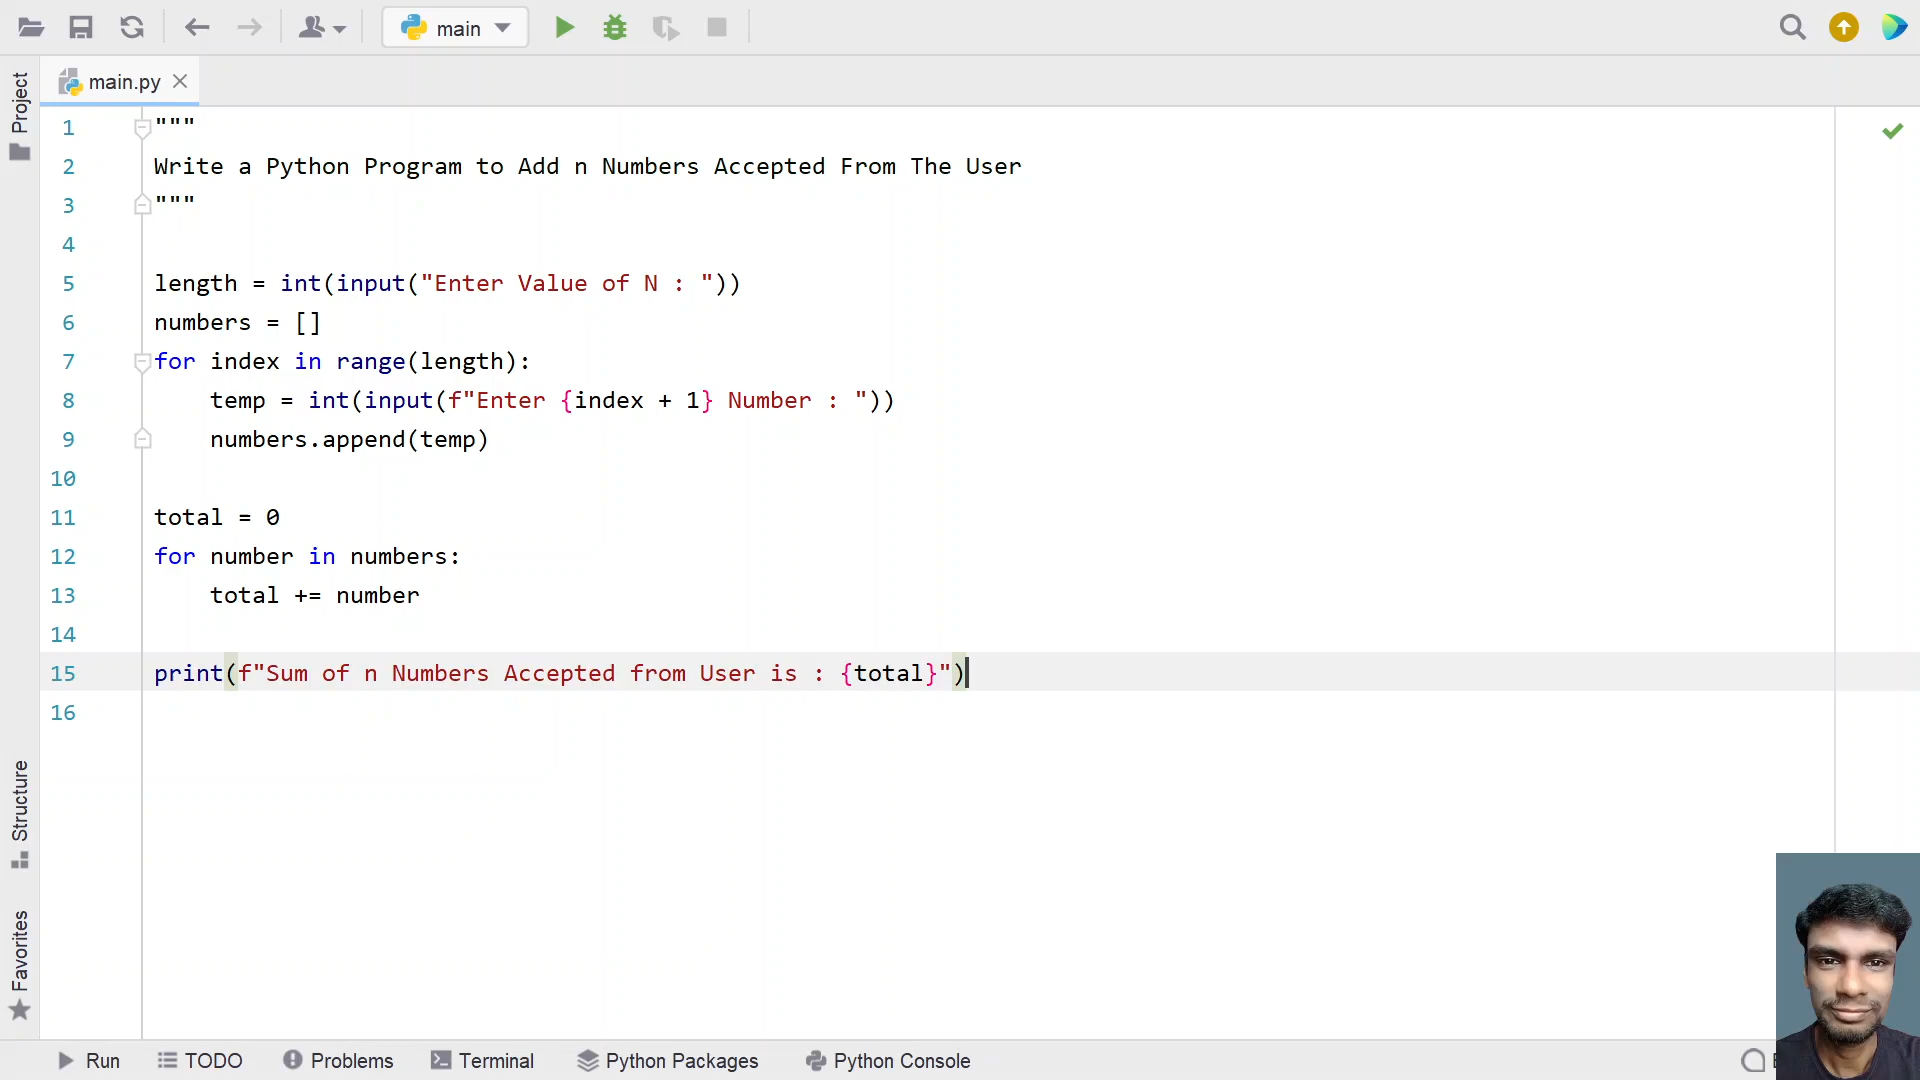 main
main.py
Project
1 """
2 Write a Python Program to Add n Numbers Accepted From The User
3 """
4
5 length = int(input("Enter Value of N : "))
6 numbers = []
7 for index in range(length):
8     temp = int(input(f"Enter {index + 1} Number : "))
9     numbers.append(temp)
10
11 total = 0
12 for number in numbers:
13     total += number
14
15 print(f"Sum of n Numbers Accepted from User is : {total}")
16
Structure
Favorites
Run TODO Problems Terminal Python Packages Python Console